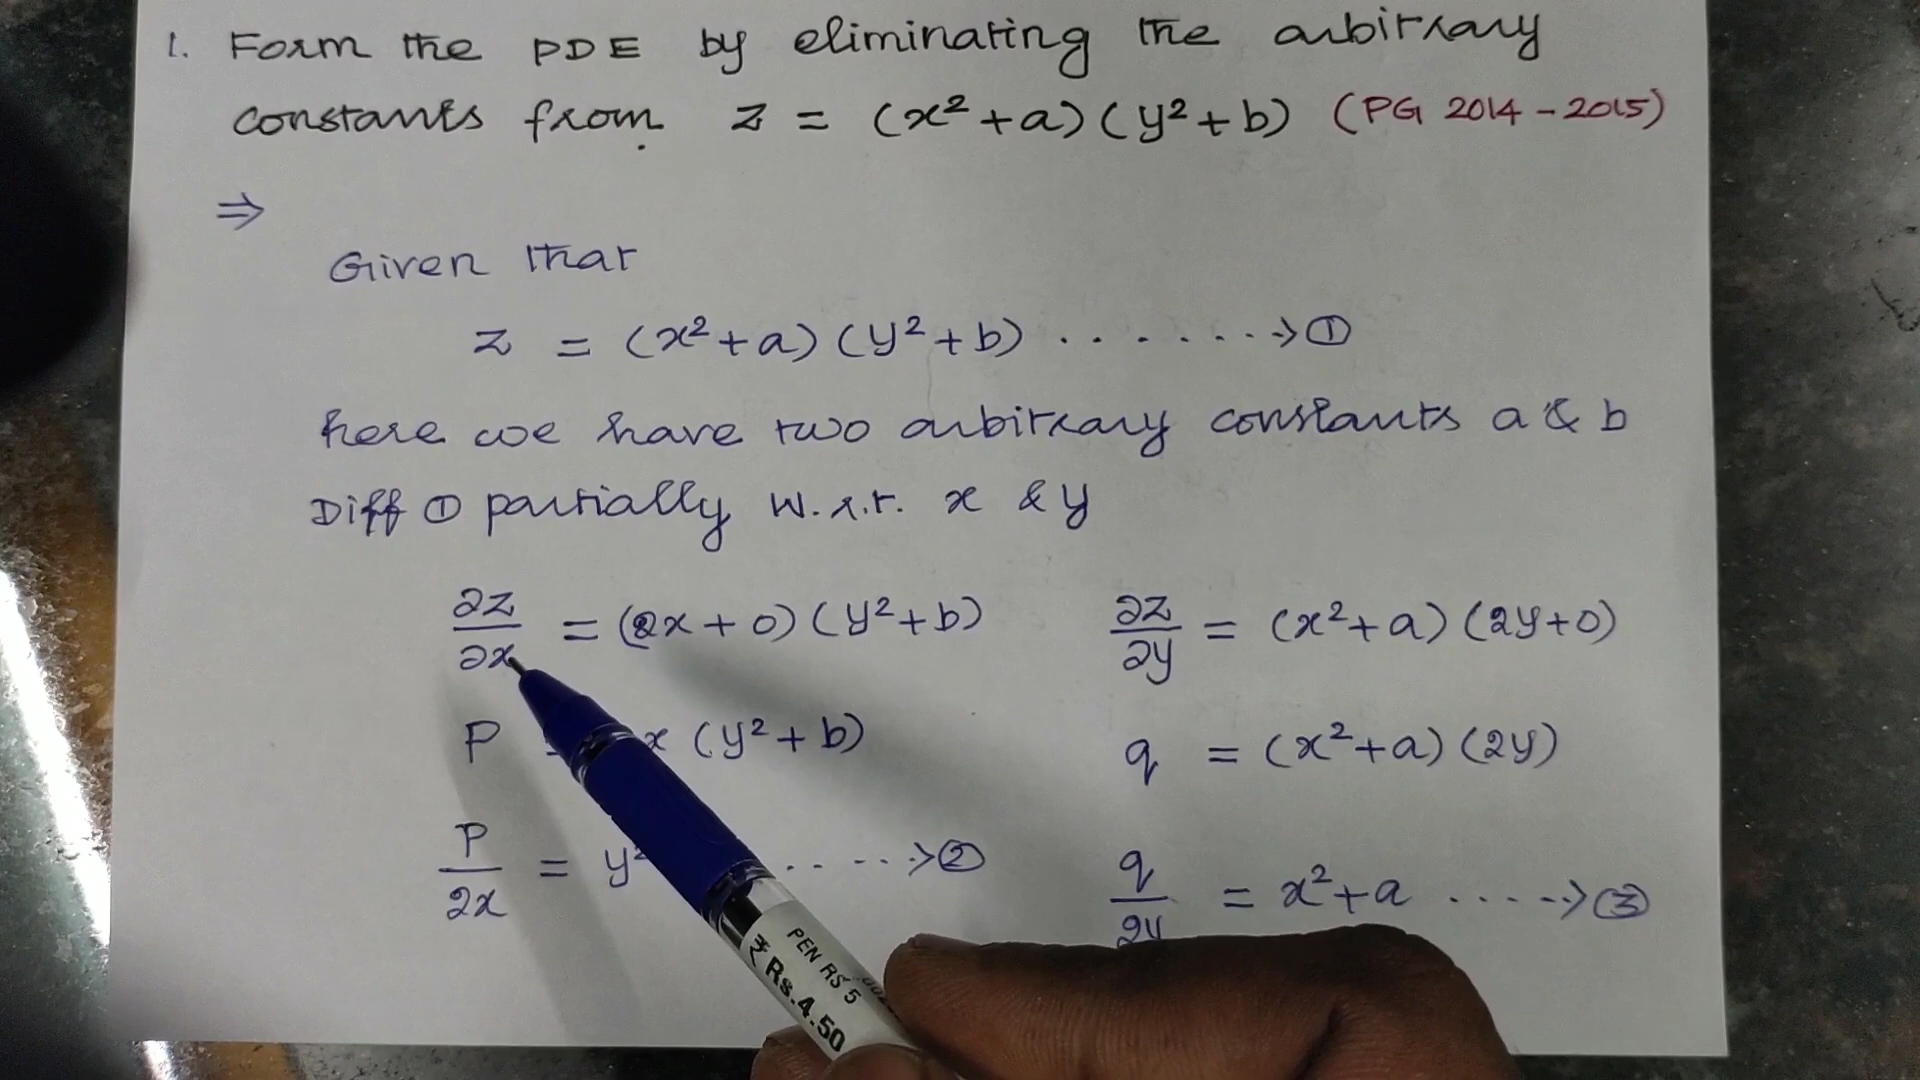 1. Form the PDE by eliminating the arbitrary
constants from z = (x²+a)(y²+b) (PG 2014-2015)
⇒
Given that
z = (x²+a)(y²+b) .......→①
here we have two arbitrary constants a & b
Diff ① partially w.r.t. x & y
∂z/∂x = (2x+0)(y²+b) ∂z/∂y = (x²+a)(2y+0)
P x (y²+b) q = (x²+a)(2y)
P/2x = y² .....→② q/2y = x²+a .....→③
PEN RS 5
₹ Rs.4.50